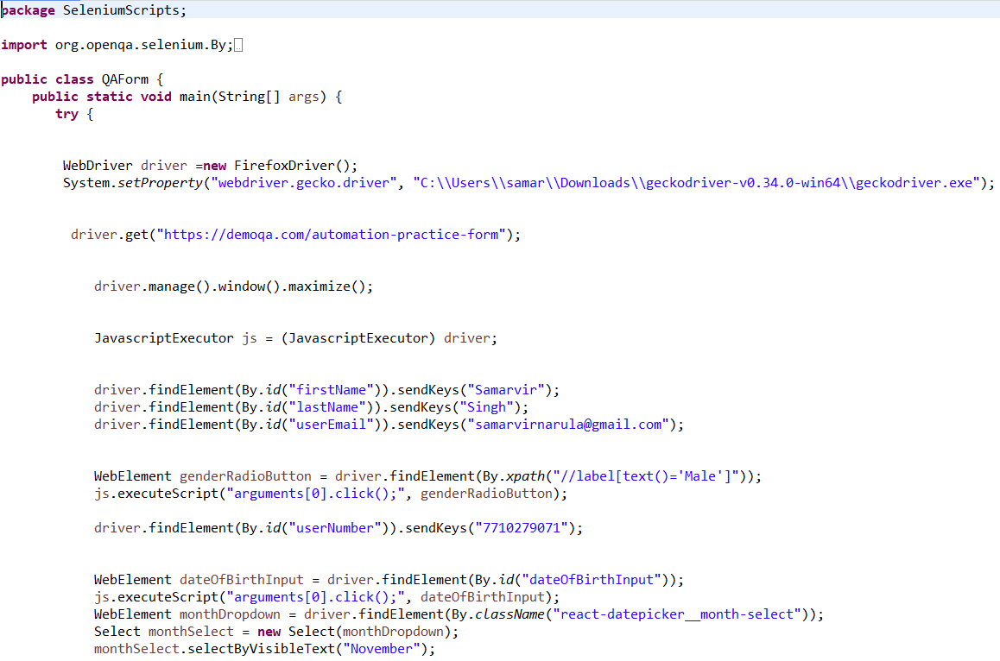 package SeleniumScripts;
import org.openqa.selenium.By;
public class QAForm {
public static void main(String[] args) {
try {
WebDriver driver =new FirefoxDriver();
System.setProperty("webdriver.gecko.driver", "C:\\Users\\samar\\Downloads\\geckodriver-v0.34.0-win64\\geckodriver.exe");
driver.get("https://demoqa.com/automation-practice-form");
driver.manage().window().maximize();
JavascriptExecutor js = (JavascriptExecutor) driver;
driver.findElement(By.id("firstName")).sendKeys("Samarvir");
driver.findElement(By.id("lastName")).sendKeys("Singh");
driver.findElement(By.id("userEmail")).sendKeys("samarvirnarula@gmail.com");
WebElement genderRadioButton = driver.findElement(By.xpath("//label[text()='Male']"));
js.executeScript("arguments[0].click();", genderRadioButton);
driver.findElement(By.id("userNumber")).sendKeys("7710279071");
WebElement dateOfBirthInput = driver.findElement(By.id("dateOfBirthInput"));
js.executeScript("arguments[0].click();", dateOfBirthInput);
WebElement monthDropdown = driver.findElement(By.className("react-datepicker__month-select"));
Select monthSelect = new Select(monthDropdown);
monthSelect.selectByVisibleText("November");